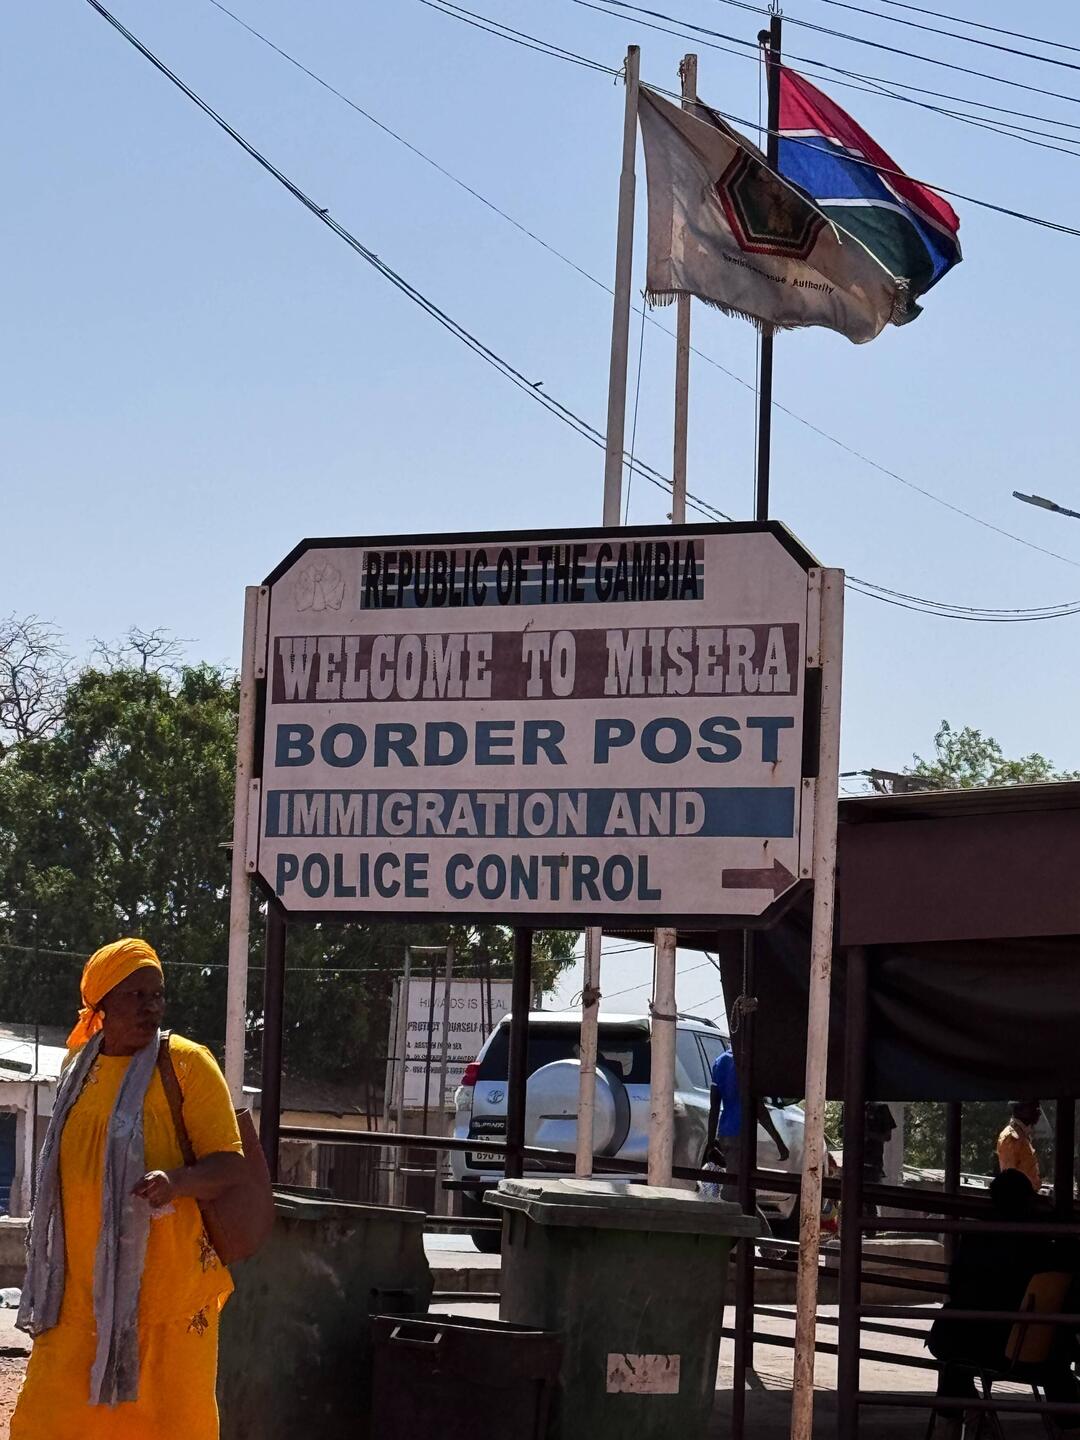 Authority
REPUBLIC OF THE GAMBIA
WELCOME TO MISERA
BORDER POST
IMMIGRATION AND
POLICE CONTROL
HIV/AIDS IS REAL
PROTECT YOURSELF
PRADO